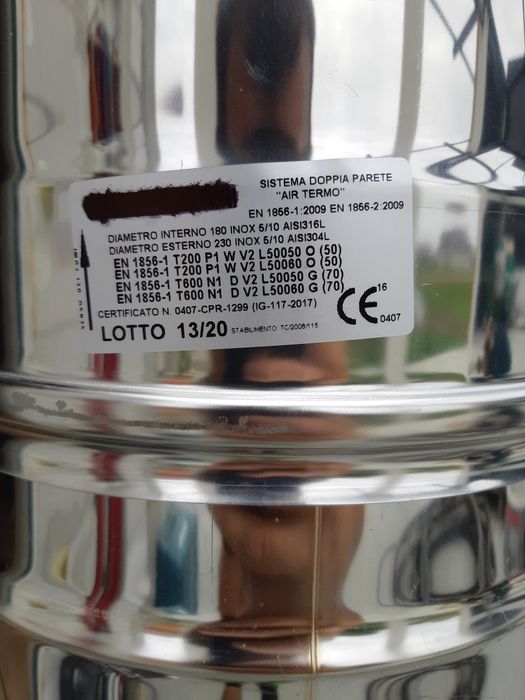 SISTEMA DOPPIA PARETE
"AIR TERMO"
EN 1856-1:2009 EN 1856-2:2009
DIAMETRO INTERNO 180 INOX 5/10 AISI316L
DIAMETRO ESTERNO 230 INOX 5/10 AISI304L
EN 1856-1 T200 P1 W V2 L50050 O (50)
EN 1856-1 T200 P1 W V2 L50060 O (50)
EN 1856-1 T600 N1 D V2 L50050 G (70)
EN 1856-1 T600 N1 D V2 L50060 G (70)
CERTIFICATO N. 0407-CPR-1299 (IG-117-2017)
CE 16
0407
LOTTO 13/20 STABILIMENTO: TC/2008/115